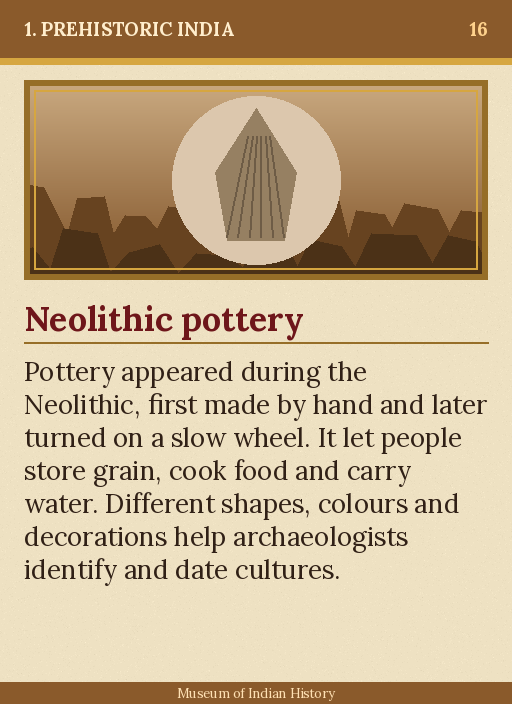 1. PREHISTORIC INDIA
16
Neolithic pottery
Pottery appeared during the
Neolithic, first made by hand and later
turned on a slow wheel. It let people
store grain, cook food and carry
water. Different shapes, colours and
decorations help archaeologists
identify and date cultures.
Museum of Indian History